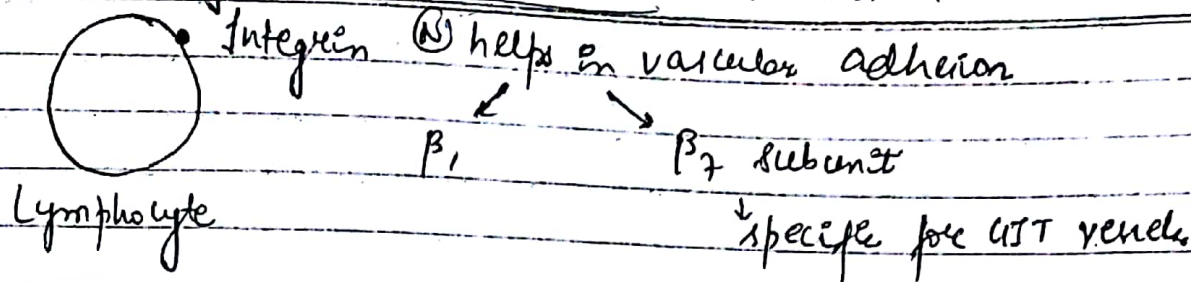 Integrin Ⓝ helps in vascular adhesion
β₁ β₇ subunit
Lymphocyte
↓ specific for GIT vessels